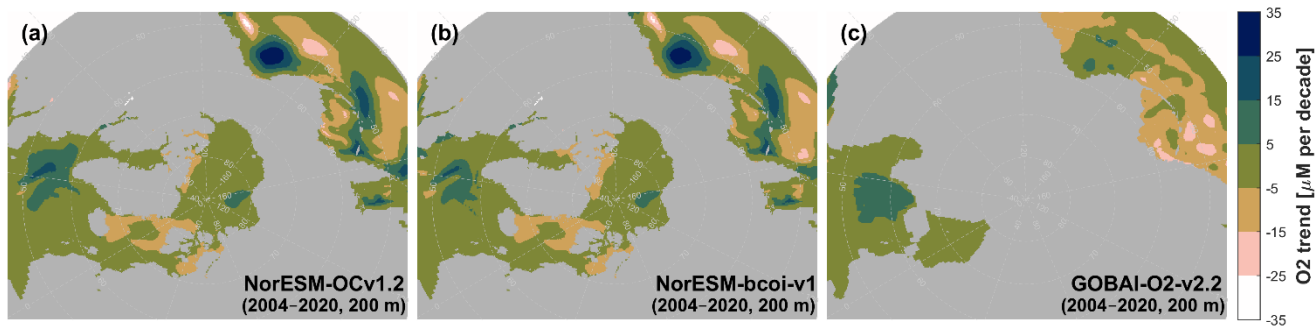 (a)
NorESM-OCv1.2
(2004–2020, 200 m)
(b)
NorESM-bcoi-v1
(2004–2020, 200 m)
(c)
GOBAI-O2-v2.2
(2004–2020, 200 m)
35
25
15
5
-5
-15
-25
-35
O2 trend [μM per decade]